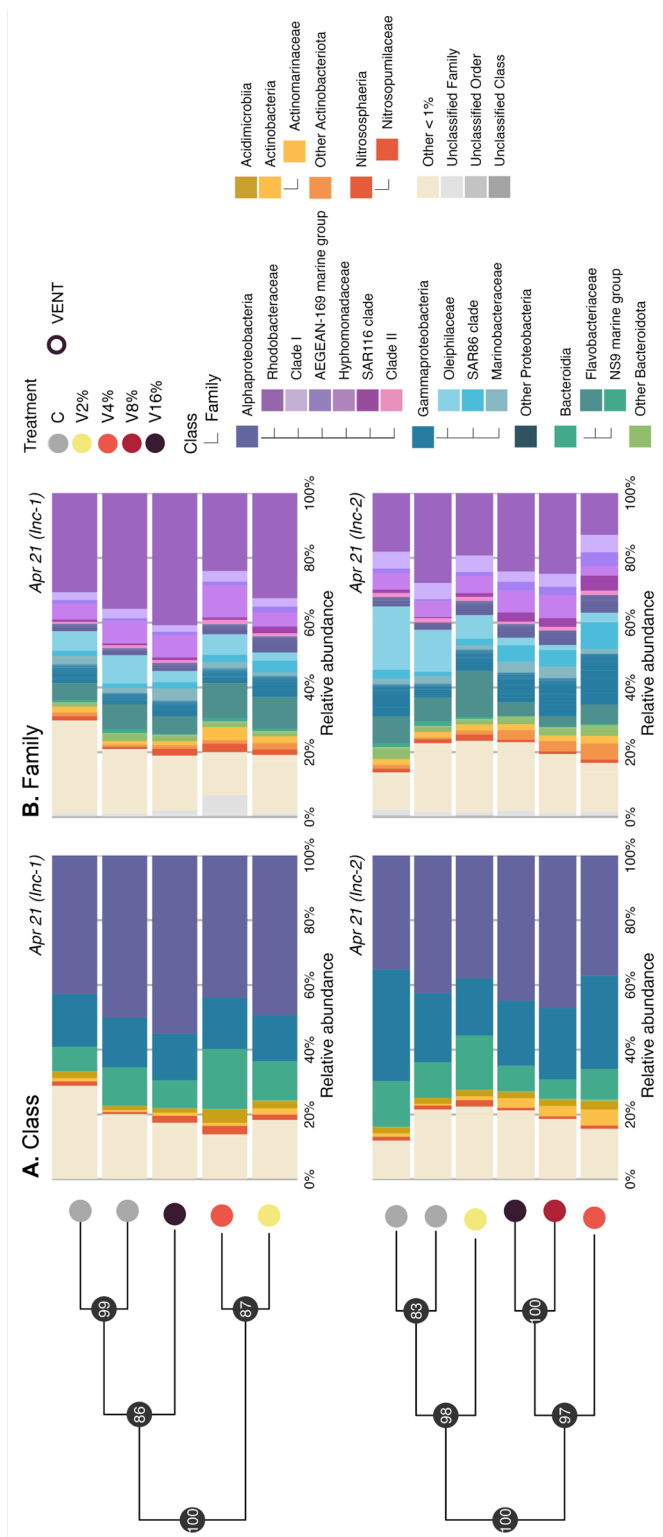 A. Class
Apr 21 (Inc-1)
99
86
100
87
0%
20%
40%
60%
80%
100%
Relative abundance
B. Family
Apr 21 (Inc-1)
0%
20%
40%
60%
80%
100%
Relative abundance
Apr 21 (Inc-2)
83
98
100
100
97
0%
20%
40%
60%
80%
100%
Relative abundance
Apr 21 (Inc-2)
0%
20%
40%
60%
80%
100%
Relative abundance
Treatment
C
V2%
V4%
V8%
V16%
VENT
Class
Family
Alphaproteobacteria
Rhodobacteraceae
Clade I
AEGEAN-169 marine group
Hyphomonadaceae
SAR116 clade
Clade II
Gammaproteobacteria
Oleiphilaceae
SAR86 clade
Marinobacteraceae
Other Proteobacteria
Bacteroidia
Flavobacteriaceae
NS9 marine group
Other Bacteroidota
Acidimicrobiia
Actinobacteria
Actinomarinaceae
Other Actinobacteriota
Nitrososphaeria
Nitrosopumilaceae
Other < 1%
Unclassified Family
Unclassified Order
Unclassified Class